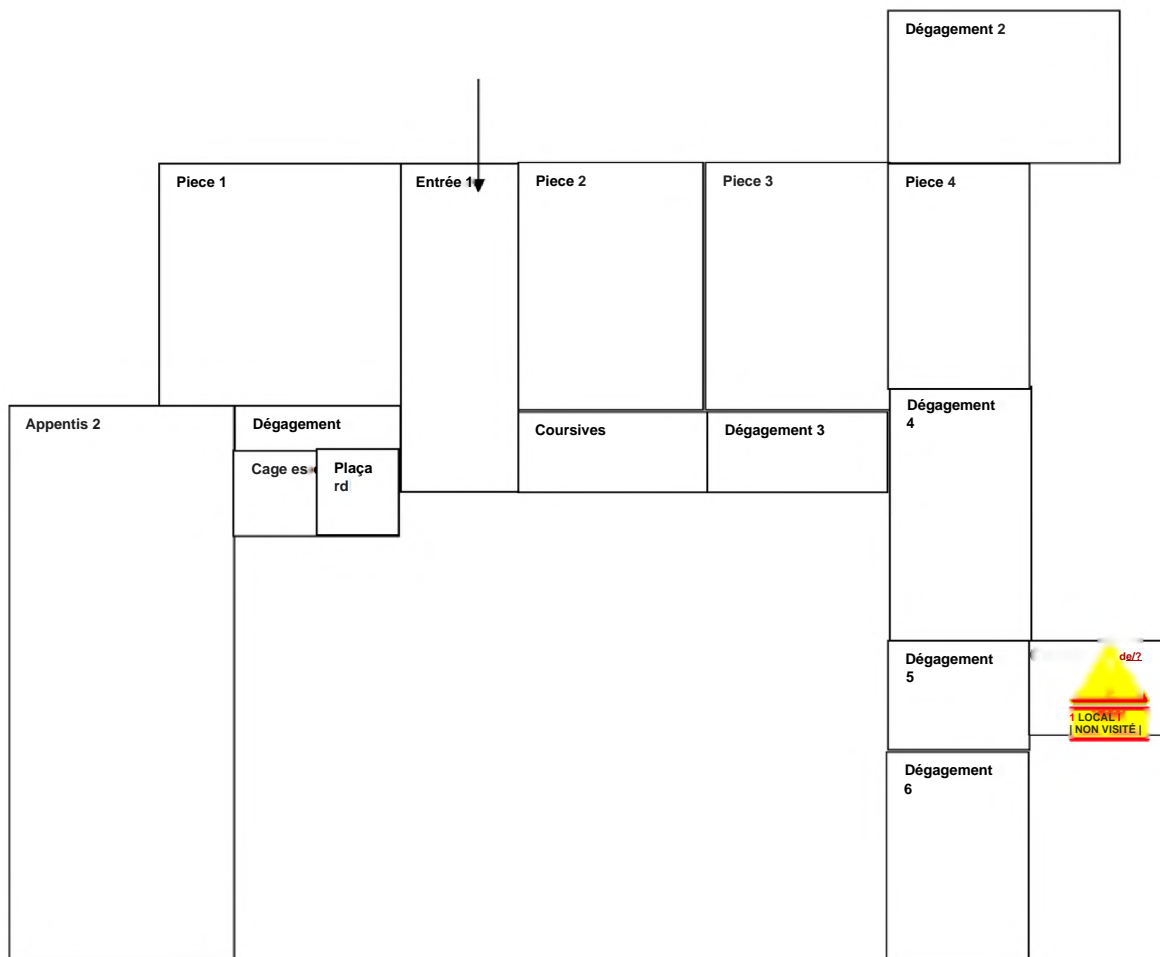 Dégagement 2
Piece 1
Entrée 1
Piece 2
Piece 3
Piece 4
Appentis 2
Dégagement
Coursives
Dégagement 3
Dégagement
4
Cage es
Plaça
rd
Dégagement
5
de/?
1 LOCAL I
| NON VISITÉ |
Dégagement
6